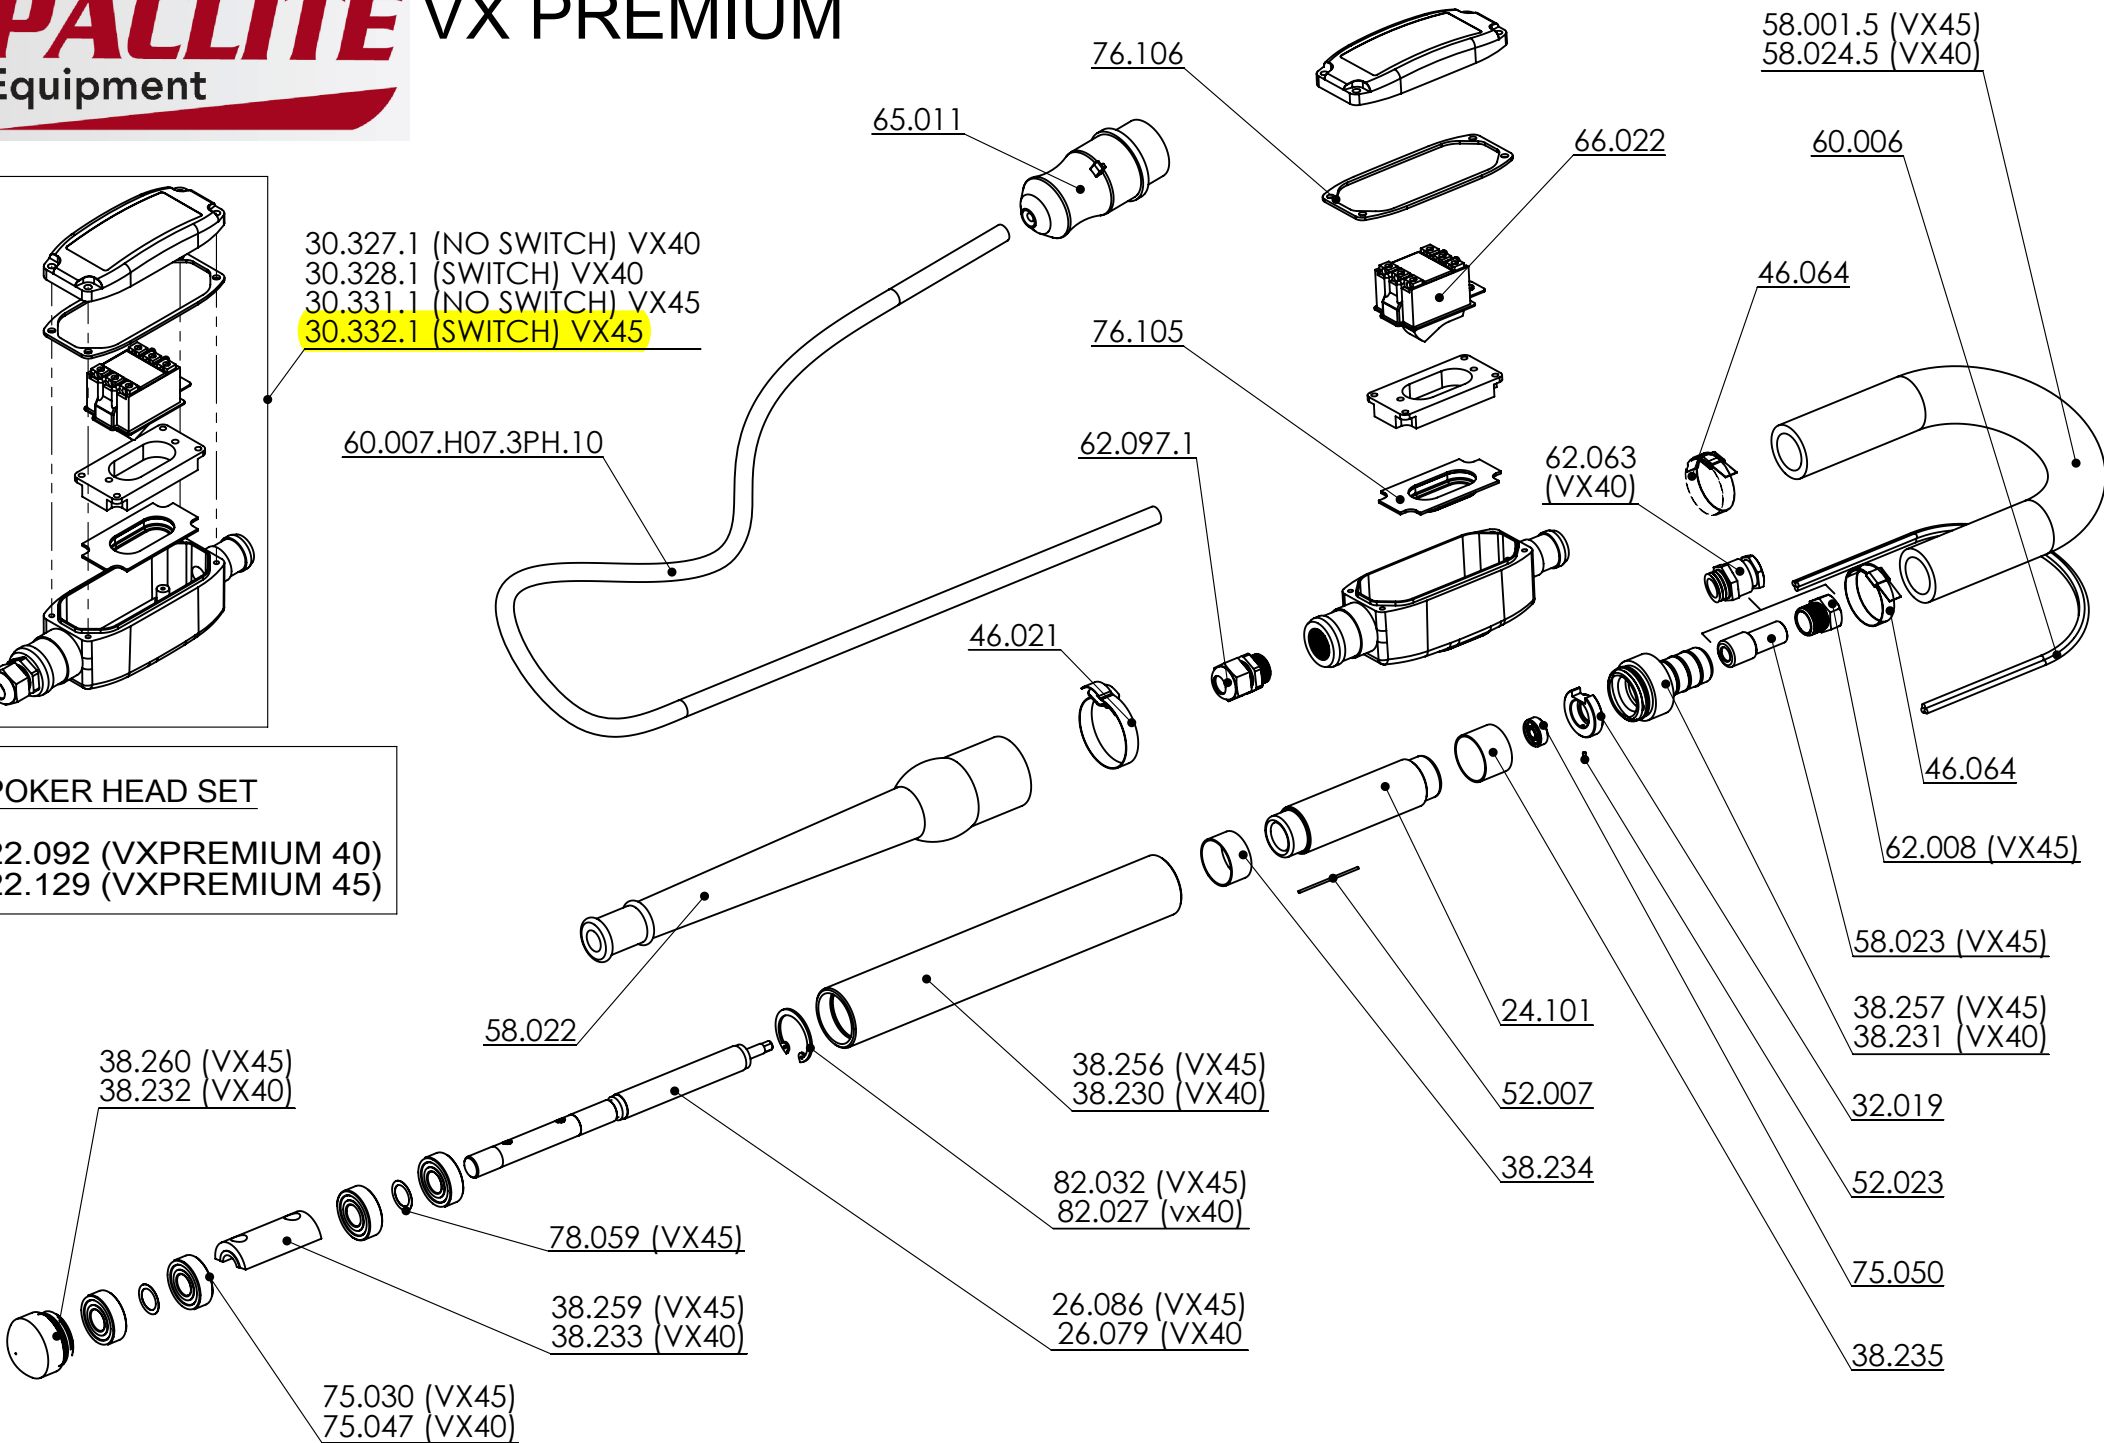 PALLITE
Equipment
VX PREMIUM
76.106
58.001.5 (VX45)
58.024.5 (VX40)
65.011
66.022
60.006
30.327.1 (NO SWITCH) VX40
30.328.1 (SWITCH) VX40
30.331.1 (NO SWITCH) VX45
30.332.1 (SWITCH) VX45
46.064
76.105
60.007.H07.3PH.10
62.097.1
62.063
(VX40)
46.021
46.064
POKER HEAD SET
22.092 (VXPREMIUM 40)
22.129 (VXPREMIUM 45)
62.008 (VX45)
58.023 (VX45)
58.022
24.101
38.257 (VX45)
38.231 (VX40)
38.260 (VX45)
38.232 (VX40)
38.256 (VX45)
38.230 (VX40)
52.007
32.019
38.234
52.023
82.032 (VX45)
82.027 (vx40)
78.059 (VX45)
75.050
38.259 (VX45)
38.233 (VX40)
26.086 (VX45)
26.079 (VX40
38.235
75.030 (VX45)
75.047 (VX40)